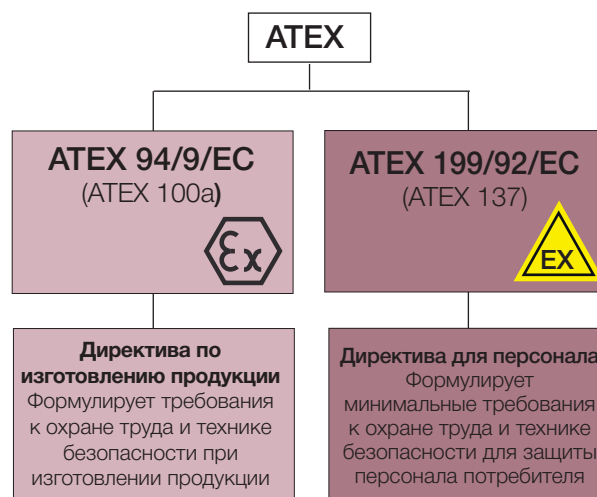 ATEX
ATEX 94/9/EC
(ATEX 100a)
Ex
ATEX 199/92/EC
(ATEX 137)
EX
Директива по
изготовлению продукции
Формулирует требования
к охране труда и технике
безопасности при
изготовлении продукции
Директива для персонала
Формулирует
минимальные требования
к охране труда и технике
безопасности для защиты
персонала потребителя